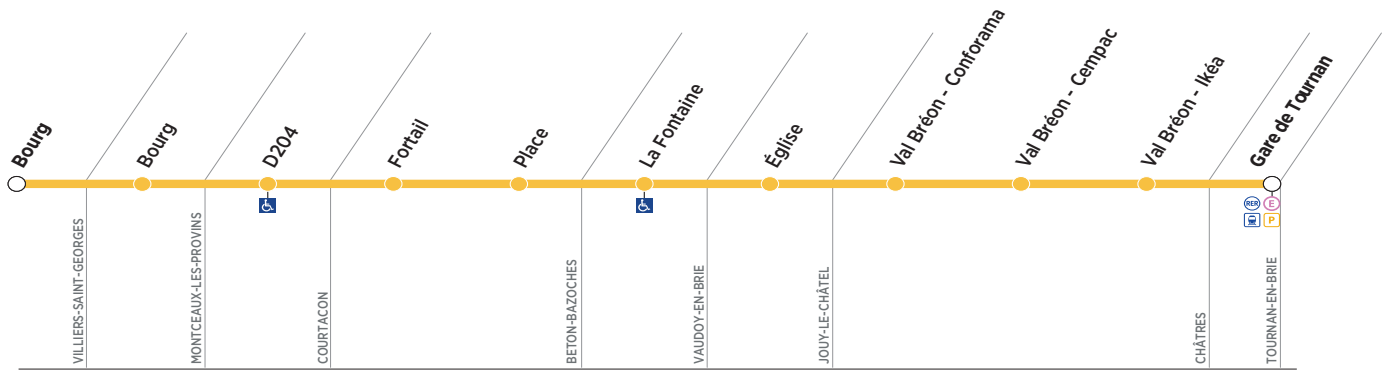 Bourg
Bourg
D204
Fortail
Place
La Fontaine
Église
Val Bréon - Conforama
Val Bréon - Cempac
Val Bréon - Ikéa
Gare de Tournan
RER E
P
VILLIERS-SAINT-GEORGES
MONTCEAUX-LES-PROVINS
COURTACON
BETON-BAZOCHES
VAUDOY-EN-BRIE
JOUY-LE-CHÂTEL
CHÂTRES
TOURNAN-EN-BRIE